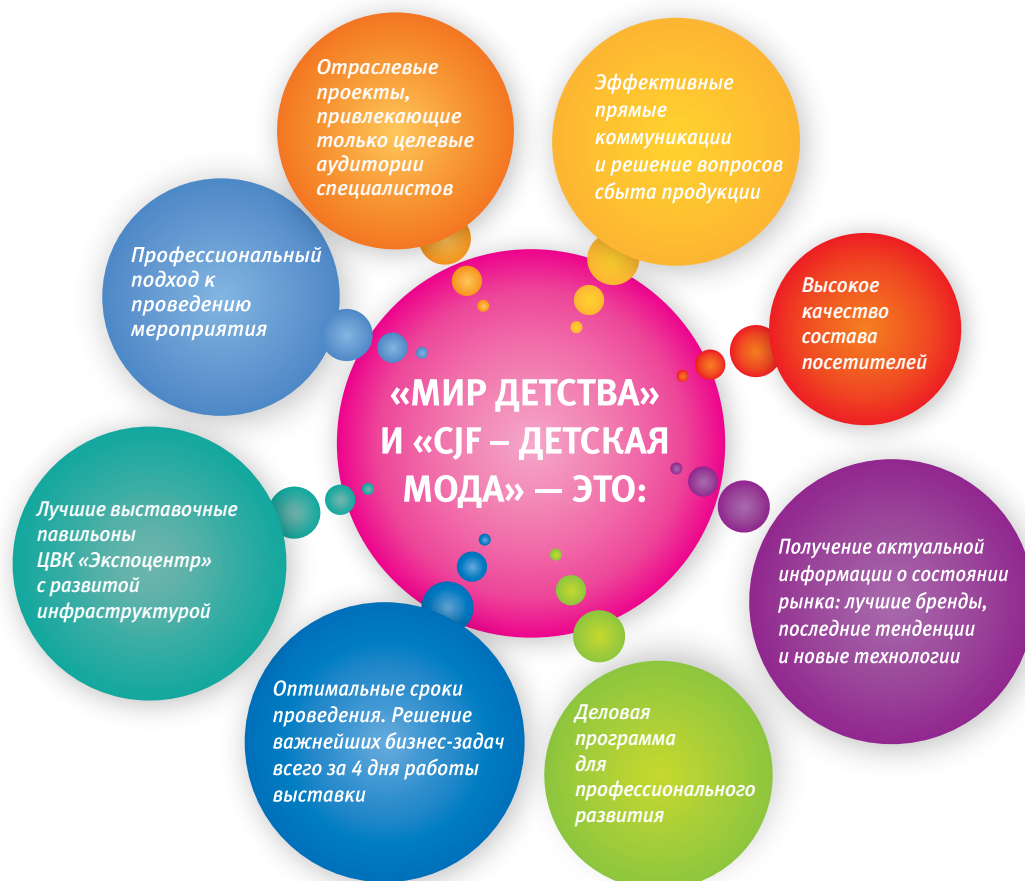 Отраслевые
проекты,
привлекающие
только целевые
аудитории
специалистов
Эффективные
прямые
коммуникации
и решение вопросов
сбыта продукции
Профессиональный
подход к
проведению
мероприятия
Высокое
качество
состава
посетителей
«МИР ДЕТСТВА»
И «CJF – ДЕТСКАЯ
МОДА» — ЭТО:
Лучшие выставочные
павильоны
ЦВК «Экспоцентр»
с развитой
инфраструктурой
Получение актуальной
информации о состоянии
рынка: лучшие бренды,
последние тенденции
и новые технологии
Оптимальные сроки
проведения. Решение
важнейших бизнес-задач
всего за 4 дня работы
выставки
Деловая
программа
для
профессионального
развития